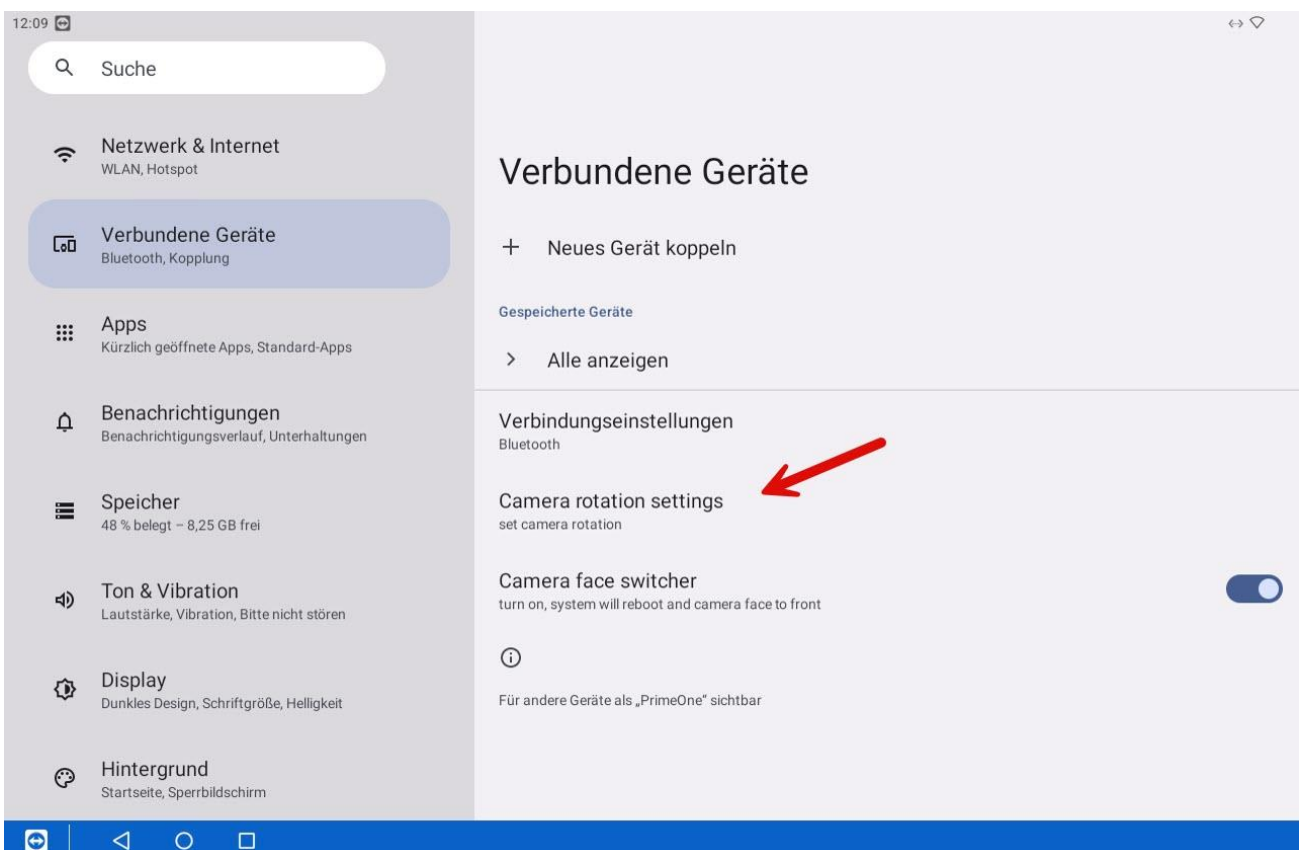 12:09
Suche
Netzwerk & Internet
WLAN, Hotspot
Verbundene Geräte
Bluetooth, Kopplung
Apps
Kürzlich geöffnete Apps, Standard-Apps
Benachrichtigungen
Benachrichtigungsverlauf, Unterhaltungen
Speicher
48 % belegt – 8,25 GB frei
Ton & Vibration
Lautstärke, Vibration, Bitte nicht stören
Display
Dunkles Design, Schriftgröße, Helligkeit
Hintergrund
Startseite, Sperrbildschirm
Verbundene Geräte
Neues Gerät koppeln
Gespeicherte Geräte
Alle anzeigen
Verbindungseinstellungen
Bluetooth
Camera rotation settings
set camera rotation
Camera face switcher
turn on, system will reboot and camera face to front
Für andere Geräte als „PrimeOne“ sichtbar